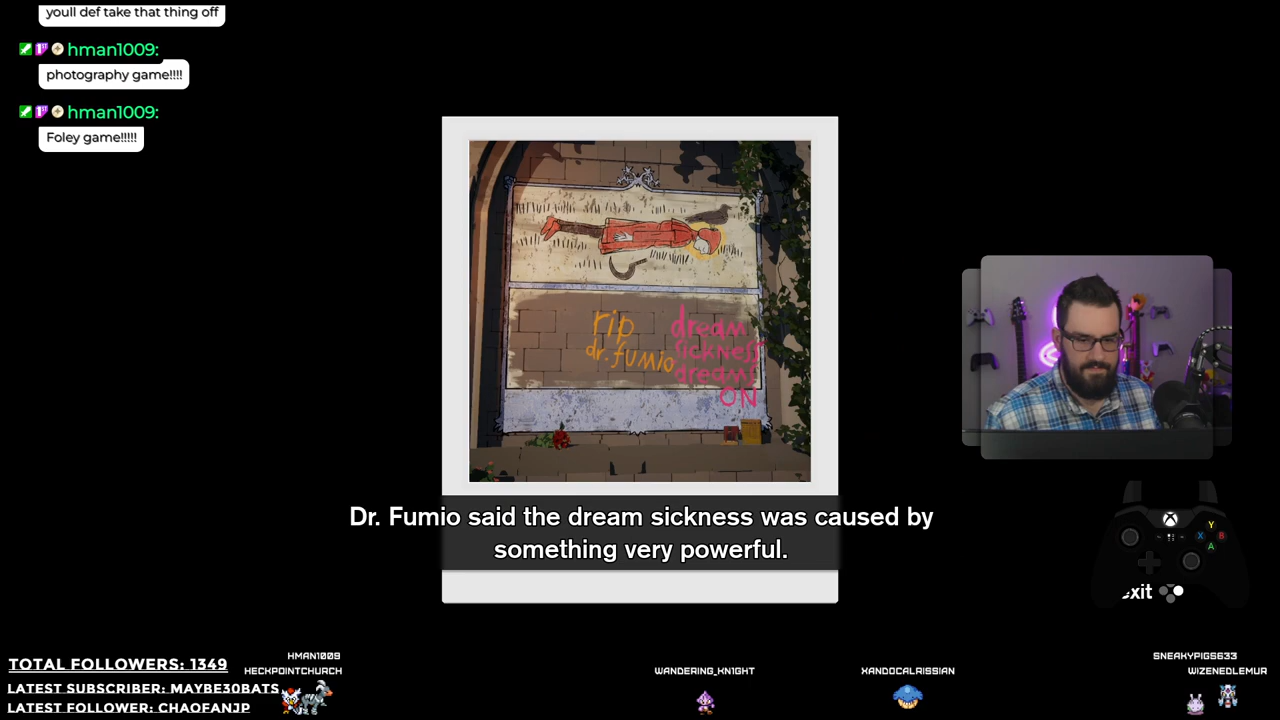 youll def take that thing off
hman1009:
photography game!!!!
hman1009:
Foley game!!!!!
rip
dr. fumio
dream
sickness
dreams
ON
Dr. Fumio said the dream sickness was caused by
something very powerful.
Y
X B
A
exit
TOTAL FOLLOWERS: 1349
LATEST SUBSCRIBER: MAYBE30BATS
LATEST FOLLOWER: CHAOFANJP
HMAN1009
HECKPOINTCHURCH
WANDERING_KN1GHT
XANDOCALRISSIAN
SNEAKYPIG5633
WIZENEDLEMUR